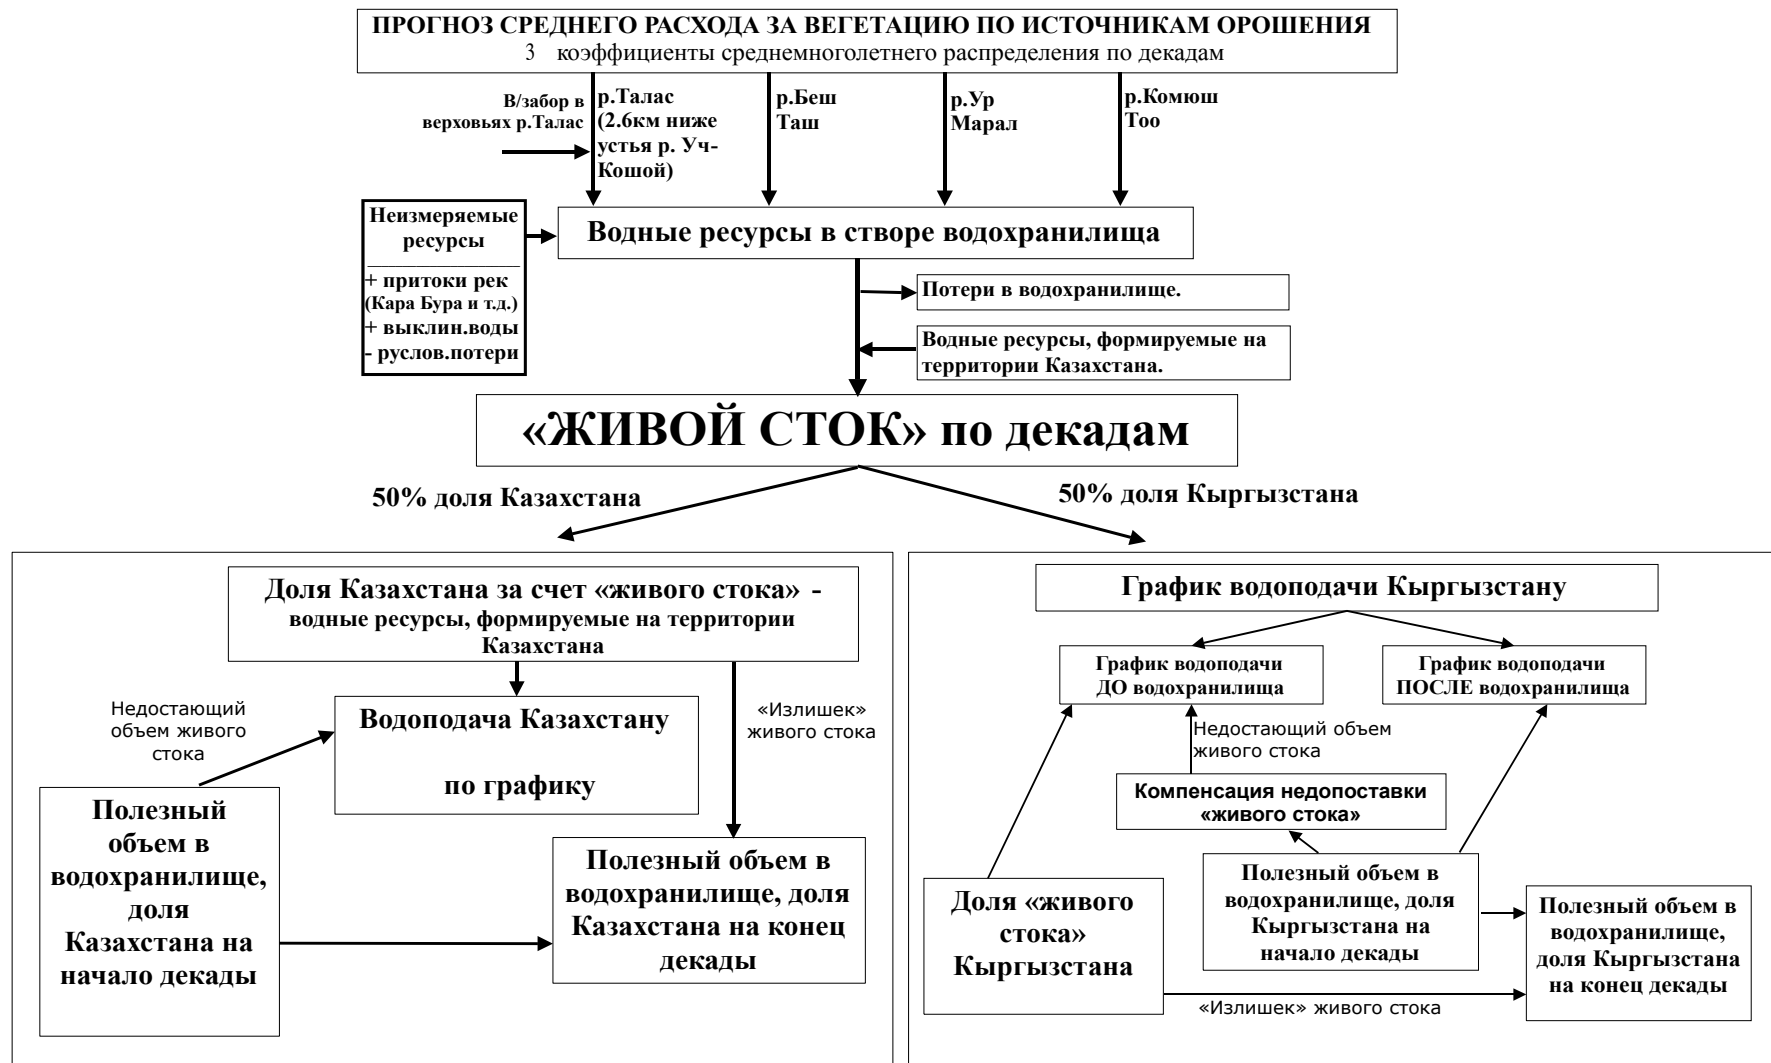 ПРОГНОЗ СРЕДНЕГО РАСХОДА ЗА ВЕГЕТАЦИЮ ПО ИСТОЧНИКАМ ОРОШЕНИЯ
3 коэффициенты среднемноголетнего распределения по декадам
В/забор в
верховьях р.Талас
р.Талас
(2.6км ниже
устья р. Уч-
Кошой)
р.Беш
Таш
р.Ур
Марал
р.Комюш
Тоо
Неизмеряемые
ресурсы
+ притоки рек
(Кара Бура и т.д.)
+ выклин.воды
- руслов.потери
Водные ресурсы в створе водохранилища
Потери в водохранилище.
Водные ресурсы, формируемые на
территории Казахстана.
«ЖИВОЙ СТОК» по декадам
50% доля Казахстана
50% доля Кыргызстана
Доля Казахстана за счет «живого стока» -
водные ресурсы, формируемые на территории
Казахстана
Недостающий
объем живого
стока
Водоподача Казахстану
по графику
«Излишек»
живого стока
Полезный
объем в
водохранилище,
доля
Казахстана на
начало декады
Полезный объем в
водохранилище, доля
Казахстана на конец
декады
График водоподачи Кыргызстану
График водоподачи
ДО водохранилища
График водоподачи
ПОСЛЕ водохранилища
Недостающий объем
живого стока
Компенсация недопоставки
«живого стока»
Доля «живого
стока»
Кыргызстана
Полезный объем в
водохранилище, доля
Кыргызстана на
начало декады
Полезный объем в
водохранилище,
доля Кыргызстана
на конец декады
«Излишек» живого стока